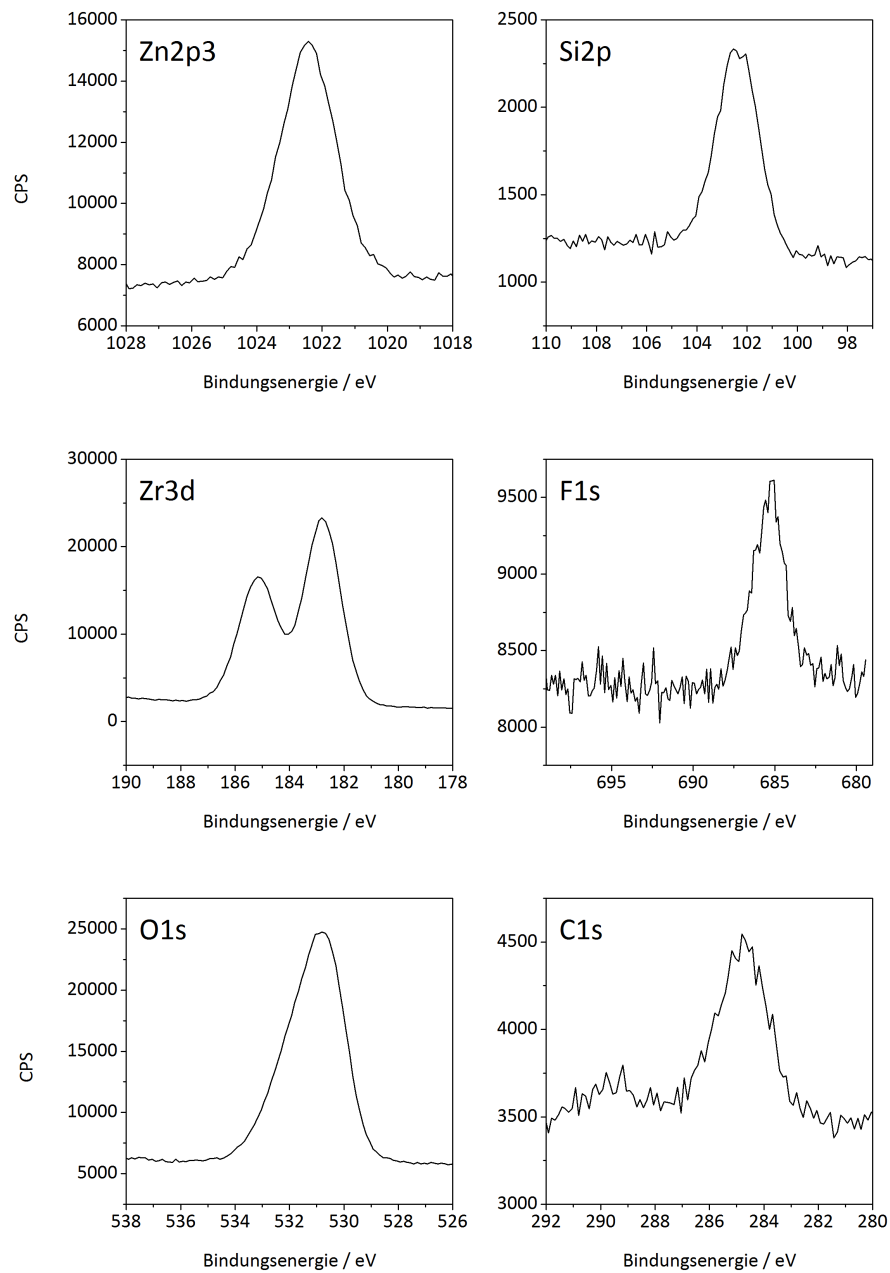 Zn2p3
CPS
16000
14000
12000
10000
8000
6000
1028 1026 1024 1022 1020 1018
Bindungsenergie / eV
Si2p
2500
2000
1500
1000
110 108 106 104 102 100 98
Bindungsenergie / eV
Zr3d
CPS
30000
20000
10000
0
190 188 186 184 182 180 178
Bindungsenergie / eV
F1s
9500
9000
8500
8000
695 690 685 680
Bindungsenergie / eV
O1s
CPS
25000
20000
15000
10000
5000
538 536 534 532 530 528 526
Bindungsenergie / eV
C1s
4500
4000
3500
3000
292 290 288 286 284 282 280
Bindungsenergie / eV